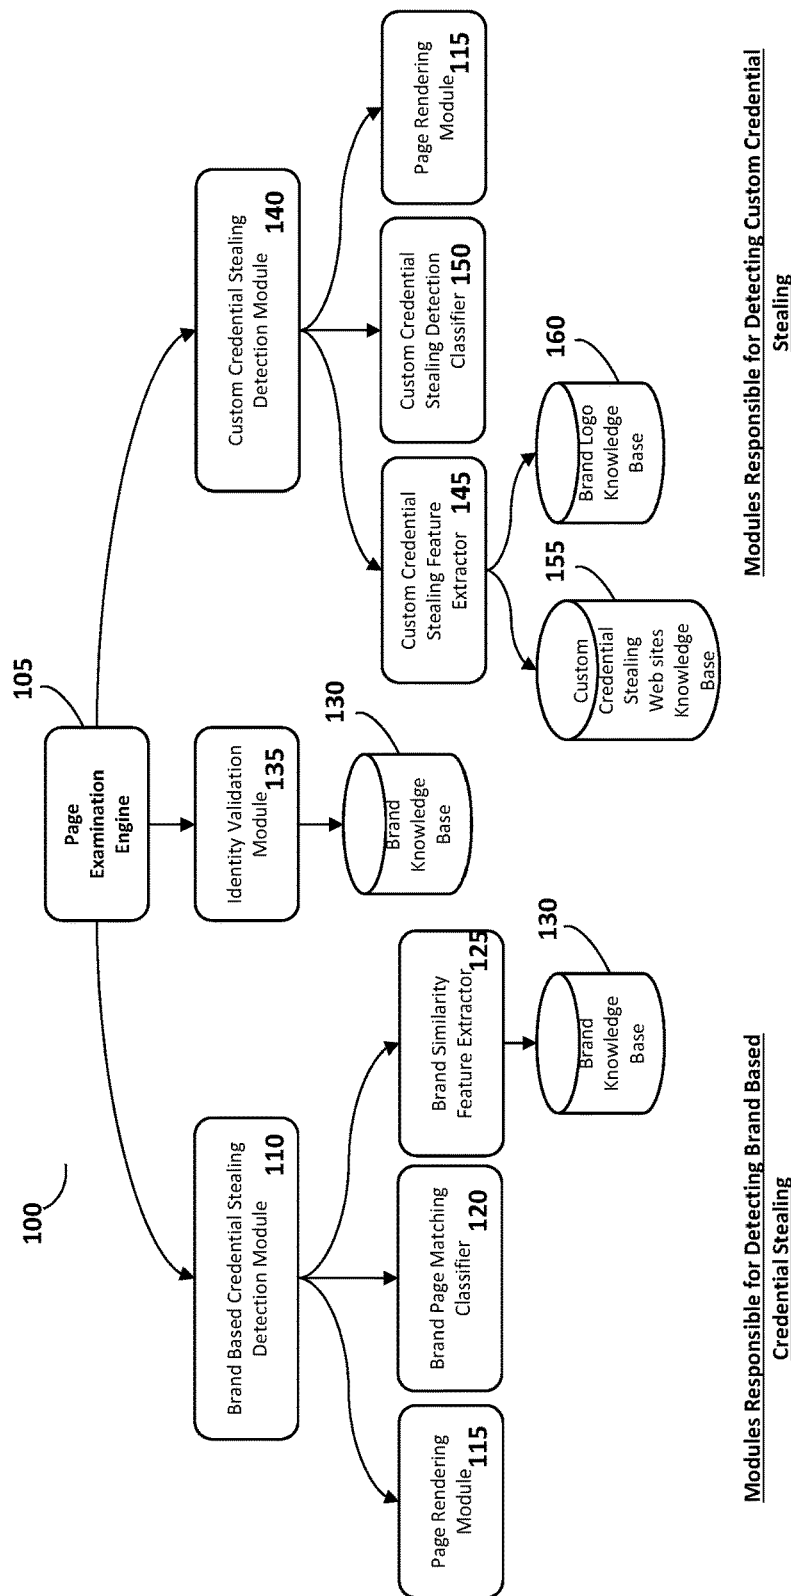 100
105
Page
Examination
Engine
Brand Based Credential Stealing
Detection Module
110
Identity Validation
Module
135
Custom Credential Stealing
Detection Module
140
130
Brand
Knowledge
Base
Page Rendering
Module
115
Brand Page Matching
Classifier
120
Brand Similarity
Feature Extractor
125
Custom Credential
Stealing Feature
Extractor
145
Custom Credential
Stealing Detection
Classifier
150
Page Rendering
Module
115
130
Brand
Knowledge
Base
155
Custom
Credential
Stealing
Web sites
Knowledge
Base
160
Brand Logo
Knowledge
Base
Modules Responsible for Detecting Brand Based
Credential Stealing
Modules Responsible for Detecting Custom Credential
Stealing